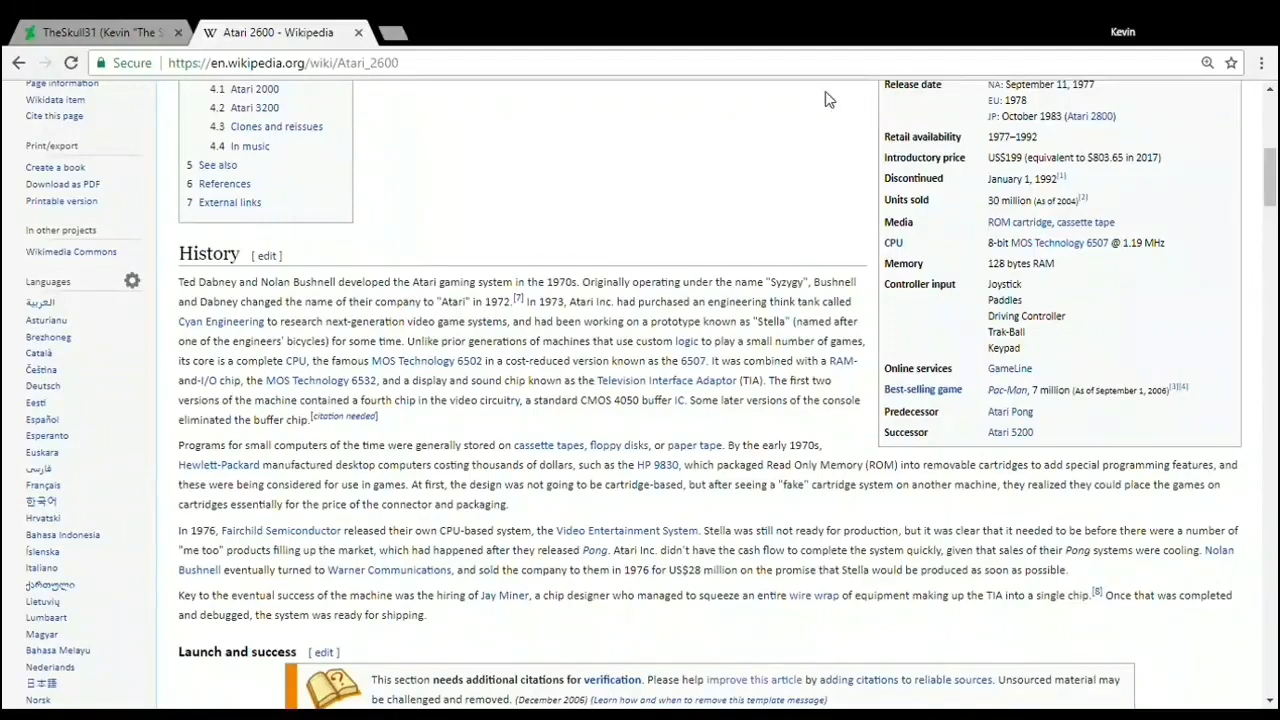 TheSkull31 (Kevin "The S
Atari 2600 - Wikipedia
Kevin
Secure
https://en.wikipedia.org/wiki/Atari_2600
Page information
Wikidata item
Cite this page
Print/export
Create a book
Download as PDF
Printable version
In other projects
Wikimedia Commons
Languages
العربية
Asturianu
Brezhoneg
Català
Čeština
Deutsch
Eesti
Español
Esperanto
Euskara
فارسی
Français
한국어
Hrvatski
Bahasa Indonesia
Íslenska
Italiano
ქართული
Lietuvių
Lumbaart
Magyar
Bahasa Melayu
Nederlands
日本語
Norsk
4.1 Atari 2000
4.2 Atari 3200
4.3 Clones and reissues
4.4 In music
5 See also
6 References
7 External links
History [ edit ]
Ted Dabney and Nolan Bushnell developed the Atari gaming system in the 1970s. Originally operating under the name "Syzygy", Bushnell
and Dabney changed the name of their company to "Atari" in 1972.[7] In 1973, Atari Inc. had purchased an engineering think tank called
Cyan Engineering to research next-generation video game systems, and had been working on a prototype known as "Stella" (named after
one of the engineers' bicycles) for some time. Unlike prior generations of machines that use custom logic to play a small number of games,
its core is a complete CPU, the famous MOS Technology 6502 in a cost-reduced version known as the 6507. It was combined with a RAM-
and-I/O chip, the MOS Technology 6532, and a display and sound chip known as the Television Interface Adaptor (TIA). The first two
versions of the machine contained a fourth chip in the video circuitry, a standard CMOS 4050 buffer IC. Some later versions of the console
eliminated the buffer chip.[citation needed]
Programs for small computers of the time were generally stored on cassette tapes, floppy disks, or paper tape. By the early 1970s,
Hewlett-Packard manufactured desktop computers costing thousands of dollars, such as the HP 9830, which packaged Read Only Memory (ROM) into removable cartridges to add special programming features, and
these were being considered for use in games. At first, the design was not going to be cartridge-based, but after seeing a "fake" cartridge system on another machine, they realized they could place the games on
cartridges essentially for the price of the connector and packaging.
In 1976, Fairchild Semiconductor released their own CPU-based system, the Video Entertainment System. Stella was still not ready for production, but it was clear that it needed to be before there were a number of
"me too" products filling up the market, which had happened after they released Pong. Atari Inc. didn't have the cash flow to complete the system quickly, given that sales of their Pong systems were cooling. Nolan
Bushnell eventually turned to Warner Communications, and sold the company to them in 1976 for US$28 million on the promise that Stella would be produced as soon as possible.
Key to the eventual success of the machine was the hiring of Jay Miner, a chip designer who managed to squeeze an entire wire wrap of equipment making up the TIA into a single chip.[8] Once that was completed
and debugged, the system was ready for shipping.
Launch and success [ edit ]
This section needs additional citations for verification. Please help improve this article by adding citations to reliable sources. Unsourced material may
be challenged and removed. (December 2006) (Learn how and when to remove this template message)
Release date NA: September 11, 1977
EU: 1978
JP: October 1983 (Atari 2800)
Retail availability 1977–1992
Introductory price US$199 (equivalent to $803.65 in 2017)
Discontinued January 1, 1992[1]
Units sold 30 million (As of 2004)[2]
Media ROM cartridge, cassette tape
CPU 8-bit MOS Technology 6507 @ 1.19 MHz
Memory 128 bytes RAM
Controller input Joystick
Paddles
Driving Controller
Trak-Ball
Keypad
Online services GameLine
Best-selling game Pac-Man, 7 million (As of September 1, 2006)[3][4]
Predecessor Atari Pong
Successor Atari 5200